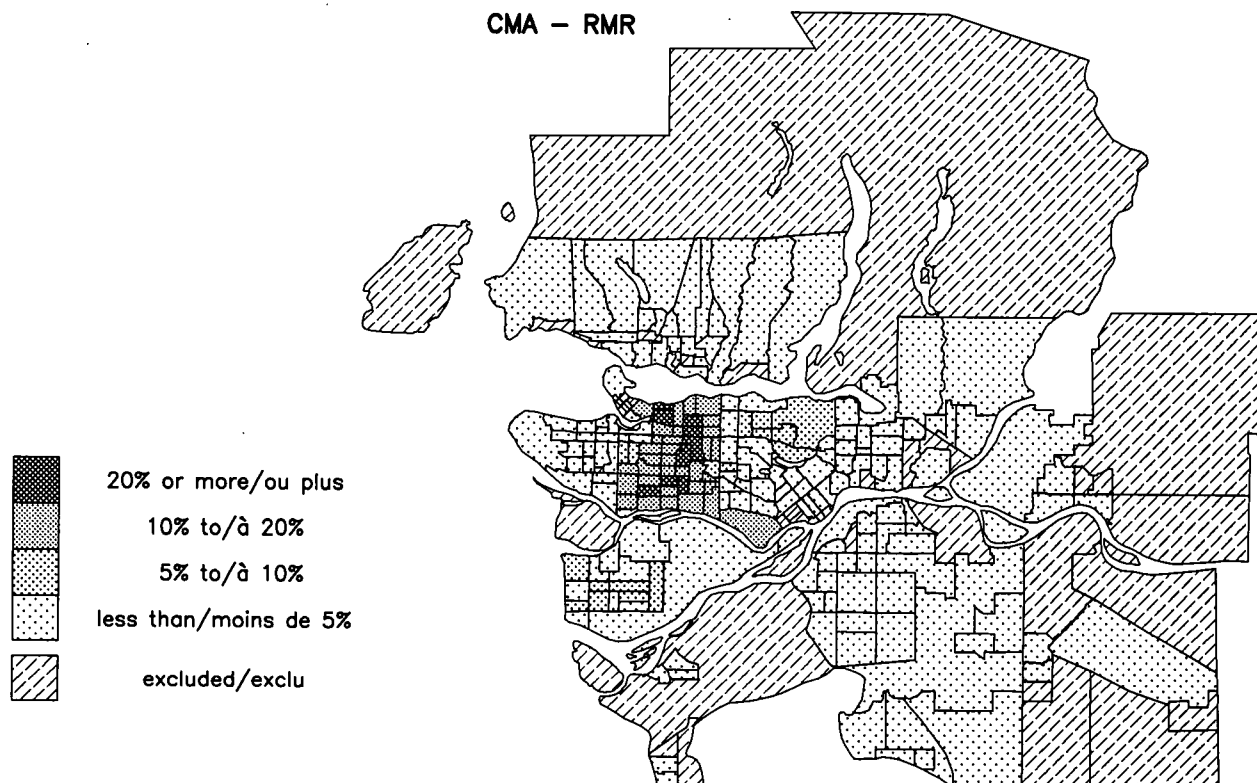 CMA – RMR
20% or more/ou plus
10% to/à 20%
5% to/à 10%
less than/moins de 5%
excluded/exclu